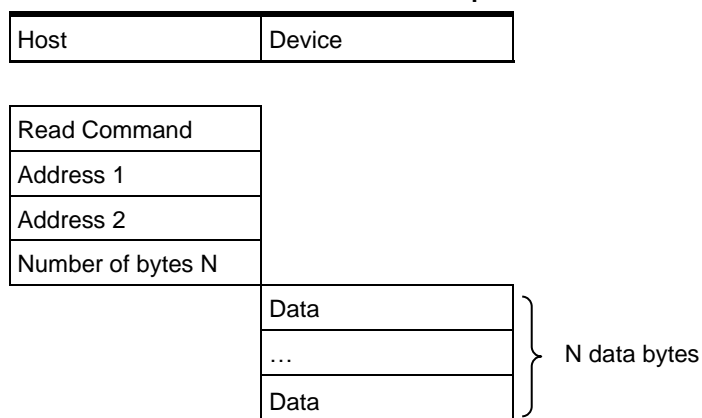 Host Device
Read Command
Address 1
Address 2
Number of bytes N
Data
… N data bytes
Data